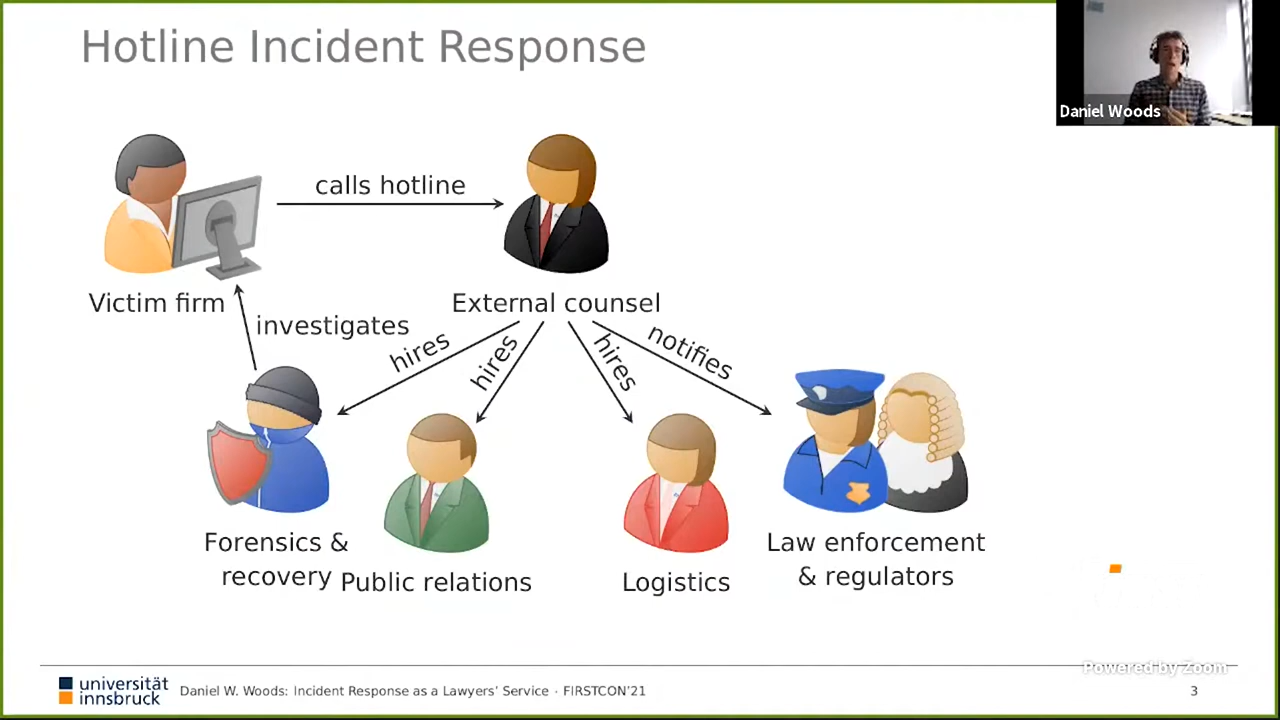 Hotline Incident Response
Daniel Woods
calls hotline
Victim firm
External counsel
investigates
hires
hires
hires
notifies
Forensics &
recovery
Public relations
Logistics
Law enforcement
& regulators
Powered by Zoom
universität
innsbruck
Daniel W. Woods: Incident Response as a Lawyers’ Service · FIRSTCON’21
3